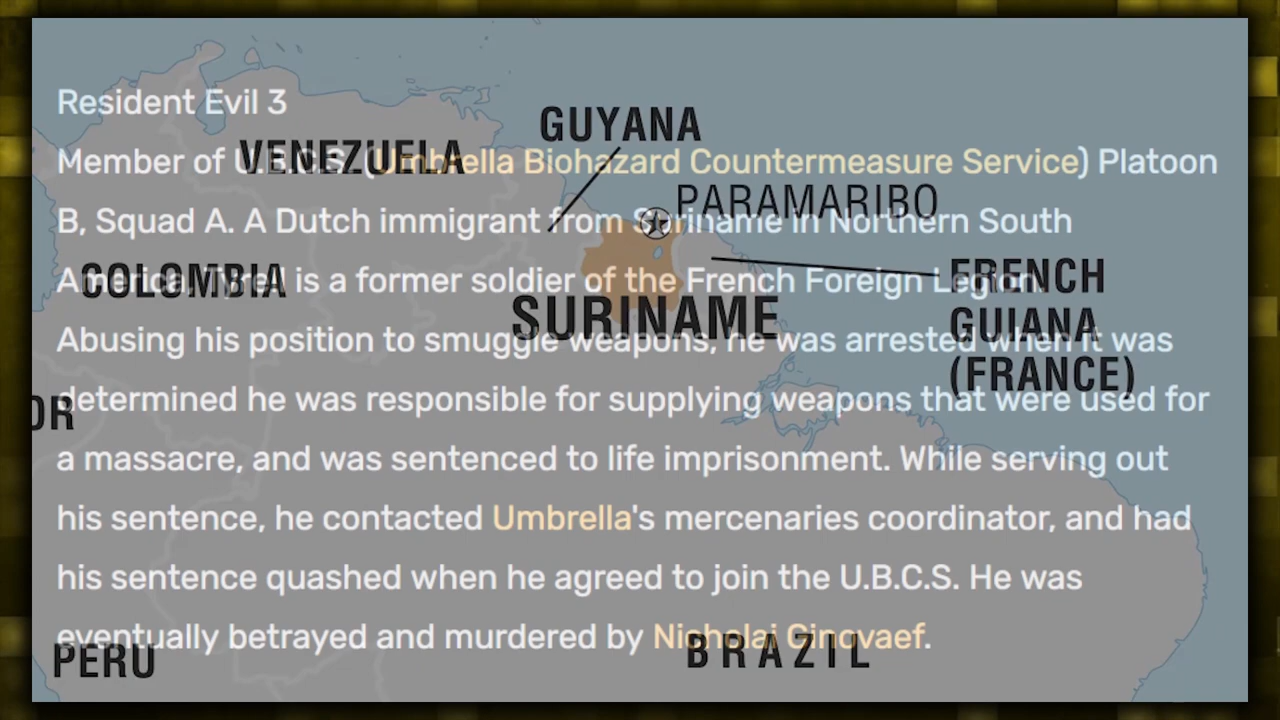 Resident Evil 3
Member of U.B.C.S. (Umbrella Biohazard Countermeasure Service) Platoon
B, Squad A. A Dutch immigrant from Suriname in Northern South
America, Tyrell is a former soldier of the French Foreign Legion.
Abusing his position to smuggle weapons, he was arrested when it was
determined he was responsible for supplying weapons that were used for
a massacre, and was sentenced to life imprisonment. While serving out
his sentence, he contacted Umbrella's mercenaries coordinator, and had
his sentence quashed when he agreed to join the U.B.C.S. He was
eventually betrayed and murdered by Nicholai Ginovaef.
GUYANA
VENEZUELA
PARAMARIBO
COLOMBIA
SURINAME
FRENCH
GUIANA
(FRANCE)
OR
PERU
BRAZIL